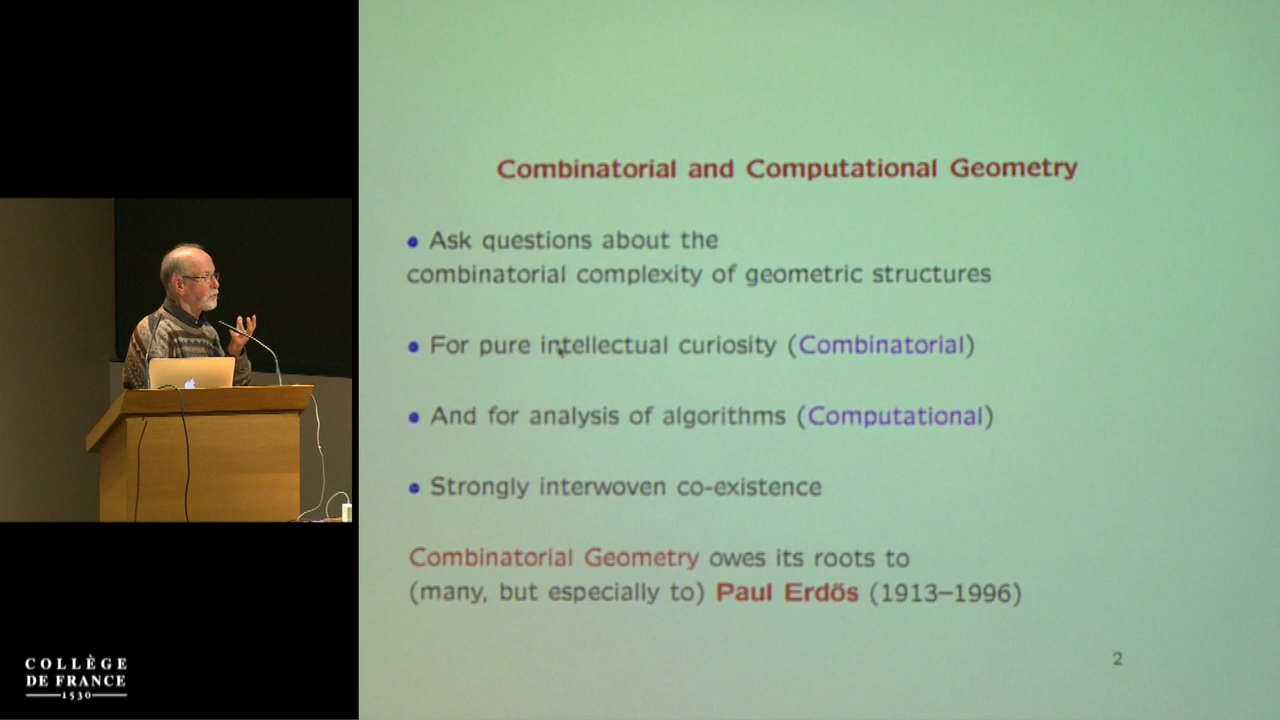 Combinatorial and Computational Geometry
• Ask questions about the
combinatorial complexity of geometric structures
• For pure intellectual curiosity (Combinatorial)
• And for analysis of algorithms (Computational)
• Strongly interwoven co-existence
Combinatorial Geometry owes its roots to
(many, but especially to) Paul Erdős (1913–1996)
2
COLLÈGE
DE FRANCE
1530